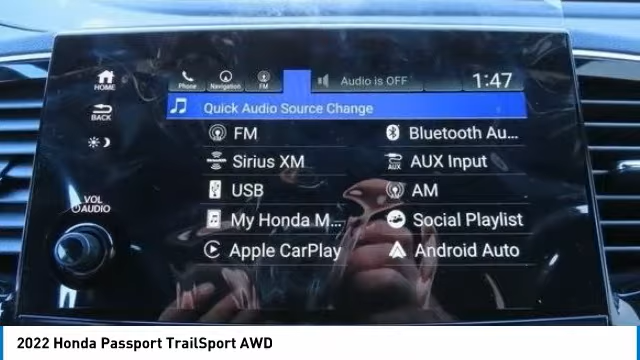 HOME
BACK
VOL
AUDIO
Phone Navigation FM Audio is OFF 1:47
Quick Audio Source Change
FM Bluetooth Au...
Sirius XM AUX Input
USB AM
My Honda M... Social Playlist
Apple CarPlay Android Auto
2022 Honda Passport TrailSport AWD